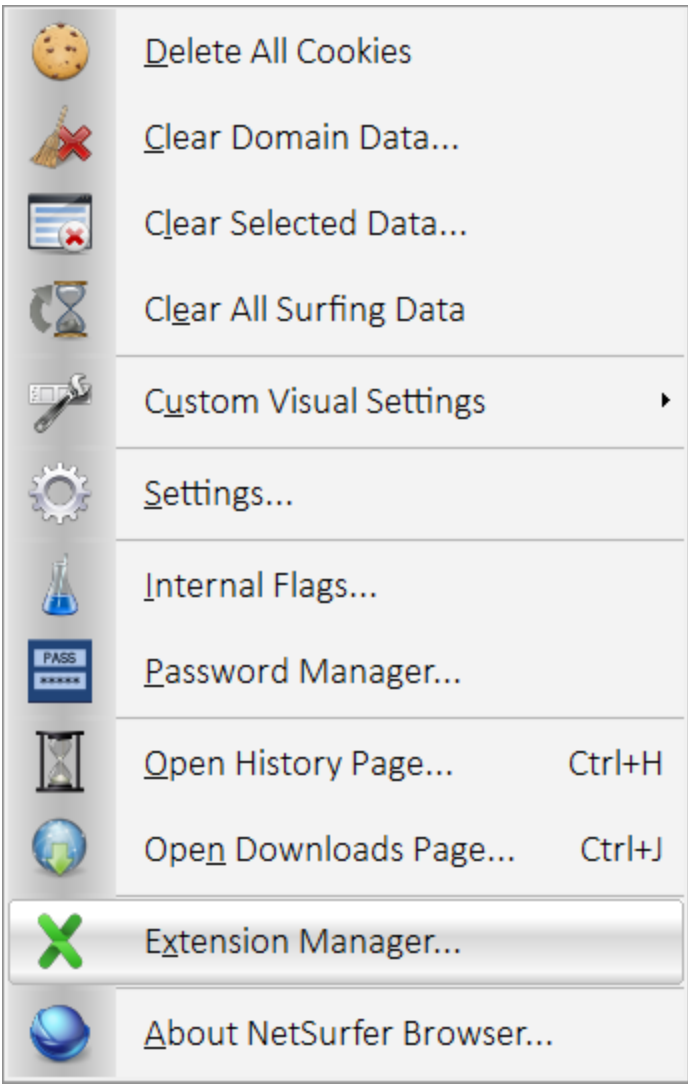 Delete All Cookies
Clear Domain Data...
Clear Selected Data...
Clear All Surfing Data
Custom Visual Settings
Settings...
Internal Flags...
PASS
*****
Password Manager...
Open History Page... Ctrl+H
Open Downloads Page... Ctrl+J
Extension Manager...
About NetSurfer Browser...